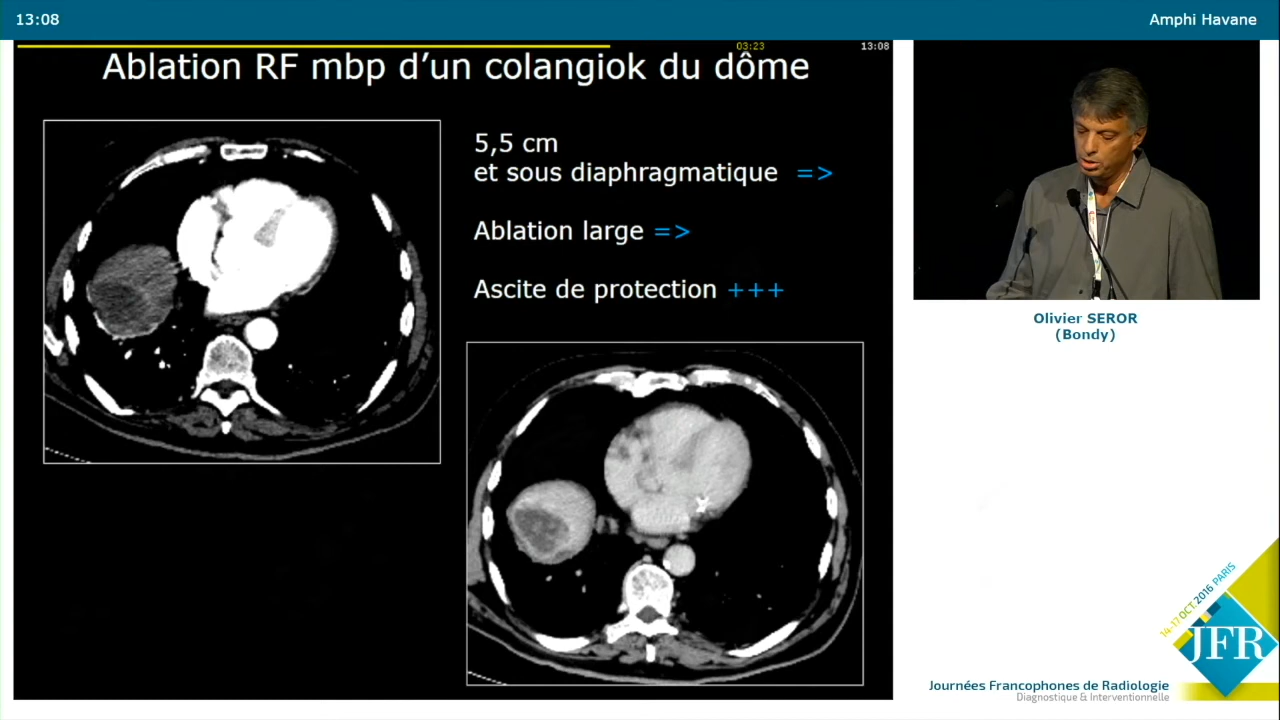 13:08
Amphi Havane
03:23
13:08
Ablation RF mbp d’un colangiok du dôme
5,5 cm
et sous diaphragmatique =>
Ablation large =>
Ascite de protection +++
Olivier SEROR
(Bondy)
14-17 OCT. 2016 PARIS
JFR
Journées Francophones de Radiologie
Diagnostique & Interventionnelle